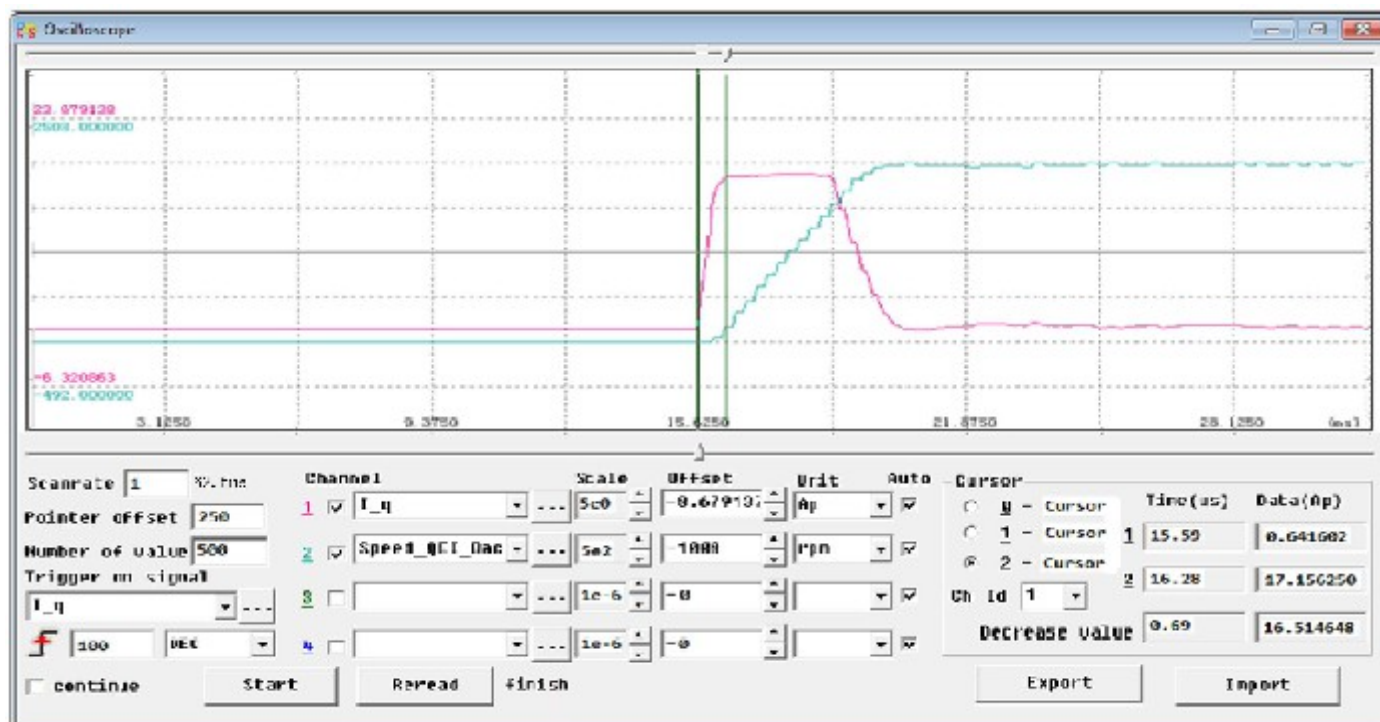 Oscilloscope
23.679138
2508.000000
-6.320863
-492.000000
3.1250 9.3750 15.6250 21.8750 28.1250 (ms)
Scanrate 1
Pointer offset 250
Number of value 500
Trigger on signal
I_q ...
100 DEC
continue Start Reread finish
Channel Scale Offset Unit Auto
1 I_q ... 5e0 Ap
2 ... 5e2 -1008 rpm
3 ... 1e-6 -0
4 ... 1e-6 -0
Cursor
Time(us) Data(Ap)
0 - Cursor
1 - Cursor 1 15.59 0.641602
2 - Cursor 2 16.28 17.156250
Ch Id 1
Decrease value 0.69 16.514648
Export Import